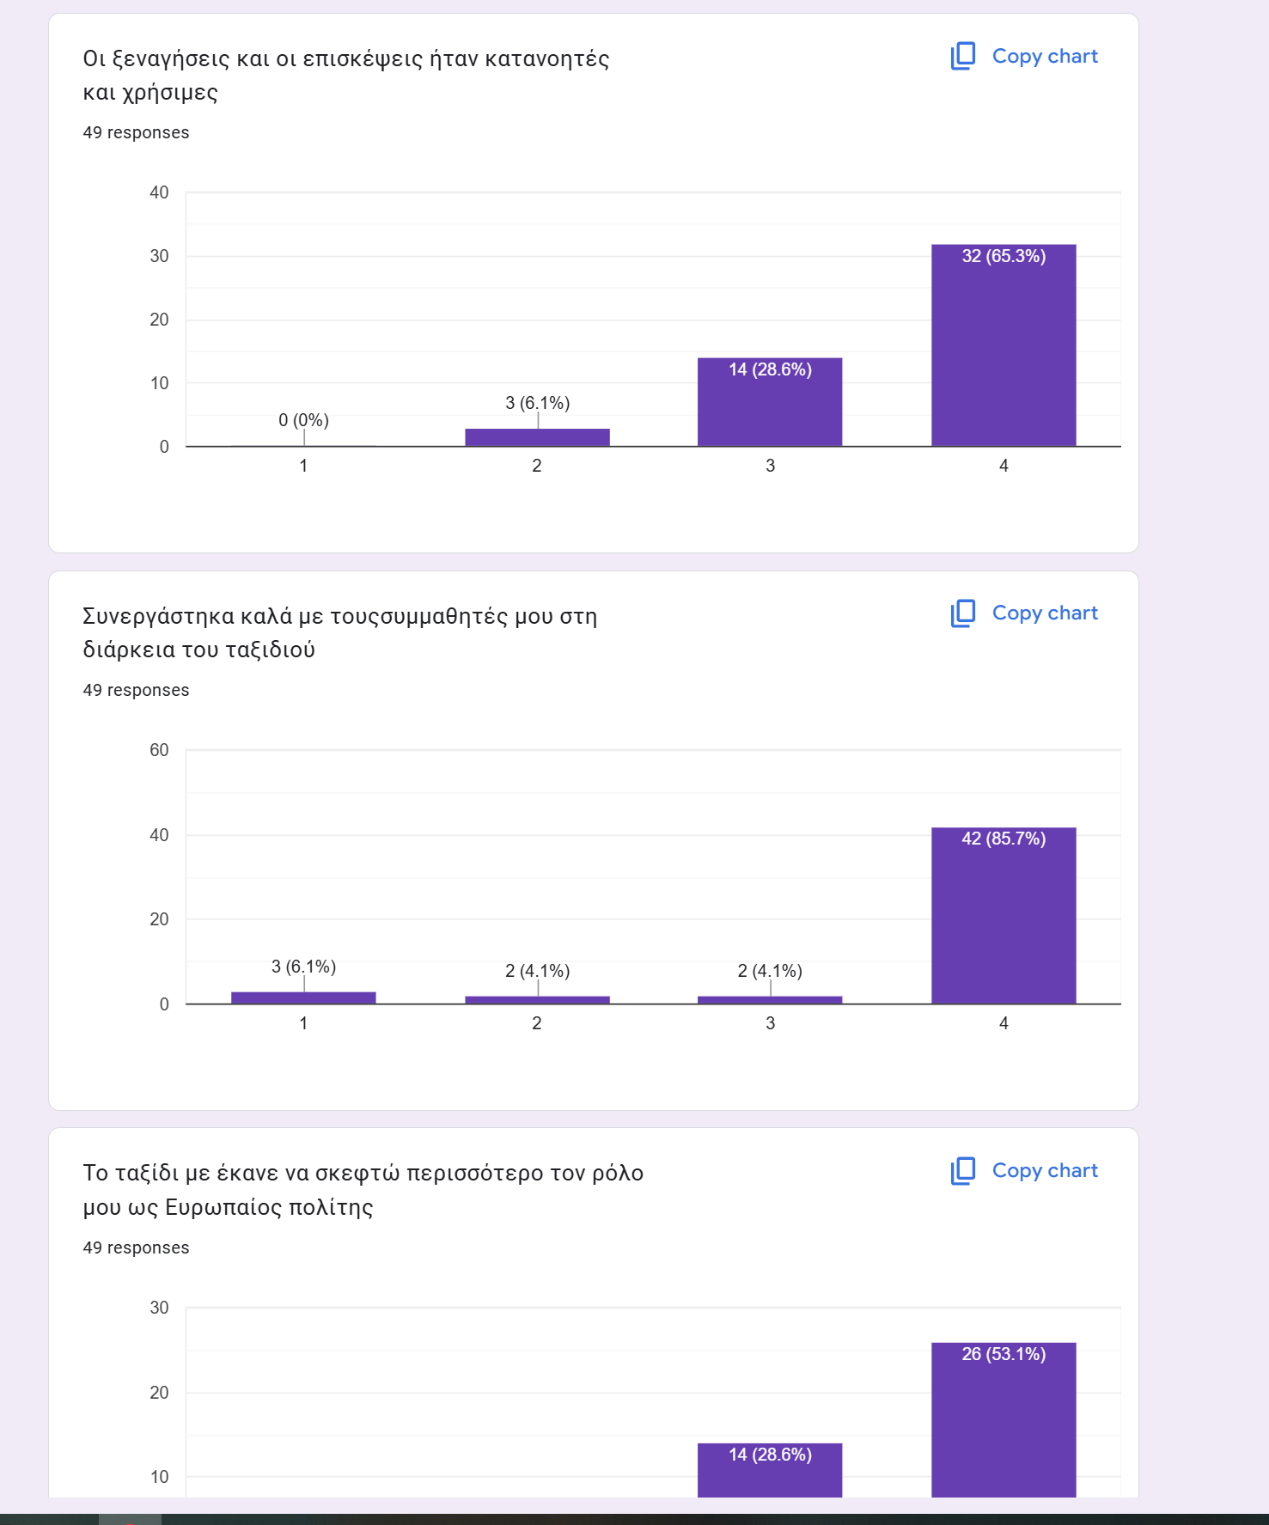 Οι ξεναγήσεις και οι επισκέψεις ήταν κατανοητές
και χρήσιμες
Copy chart
49 responses
40
30
20
10
0
0 (0%)
3 (6.1%)
14 (28.6%)
32 (65.3%)
1
2
3
4
Συνεργάστηκα καλά με τουςσυμμαθητές μου στη
διάρκεια του ταξιδιού
Copy chart
49 responses
60
40
20
0
3 (6.1%)
2 (4.1%)
2 (4.1%)
42 (85.7%)
1
2
3
4
Το ταξίδι με έκανε να σκεφτώ περισσότερο τον ρόλο
μου ως Ευρωπαίος πολίτης
Copy chart
49 responses
30
20
10
14 (28.6%)
26 (53.1%)